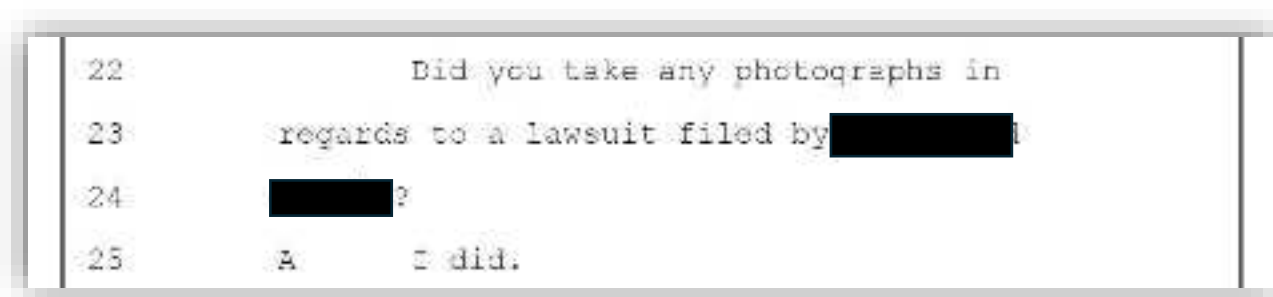 22 Did you take any photographs in
23 regards to a lawsuit filed by
24 ?
25 A I did.